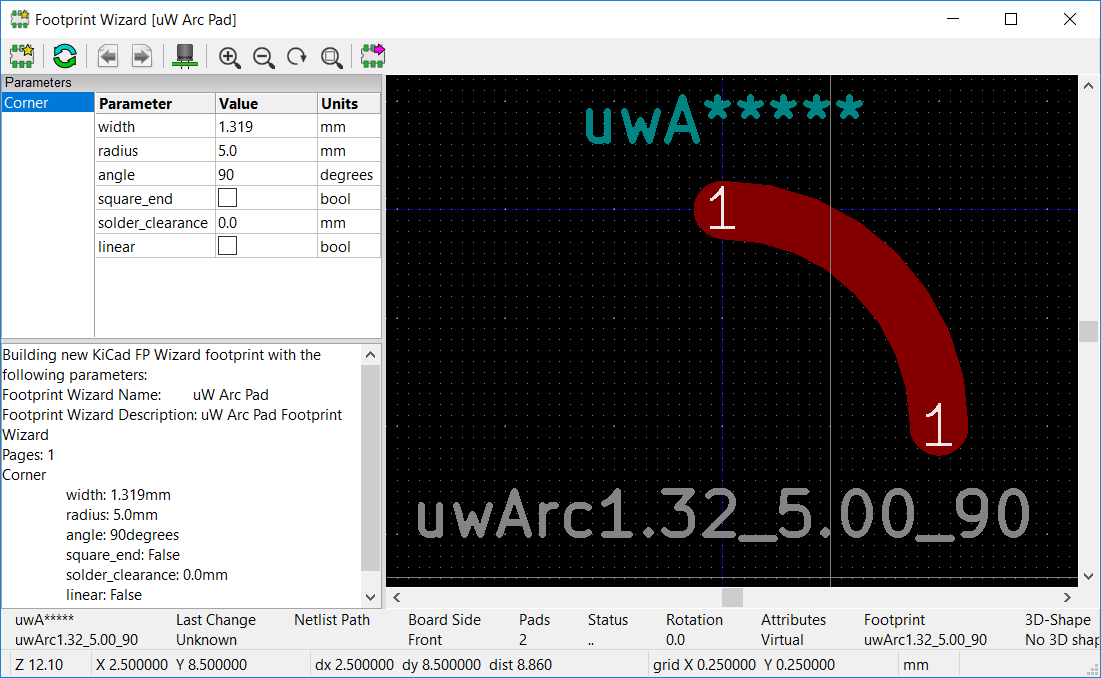 Footprint Wizard [uW Arc Pad]
Parameters
Corner
Parameter Value Units
width 1.319 mm
radius 5.0 mm
angle 90 degrees
square_end bool
solder_clearance 0.0 mm
linear bool
Building new KiCad FP Wizard footprint with the
following parameters:
Footprint Wizard Name: uW Arc Pad
Footprint Wizard Description: uW Arc Pad Footprint
Wizard
Pages: 1
Corner
width: 1.319mm
radius: 5.0mm
angle: 90degrees
square_end: False
solder_clearance: 0.0mm
linear: False
uwA*****
1
1
uwArc1.32_5.00_90
uwA***** Last Change Netlist Path Board Side Pads Status Rotation Attributes Footprint 3D-Shape
uwArc1.32_5.00_90 Unknown Front 2 .. 0.0 Virtual uwArc1.32_5.00_90 No 3D shap
Z 12.10 X 2.500000 Y 8.500000 dx 2.500000 dy 8.500000 dist 8.860 grid X 0.250000 Y 0.250000 mm